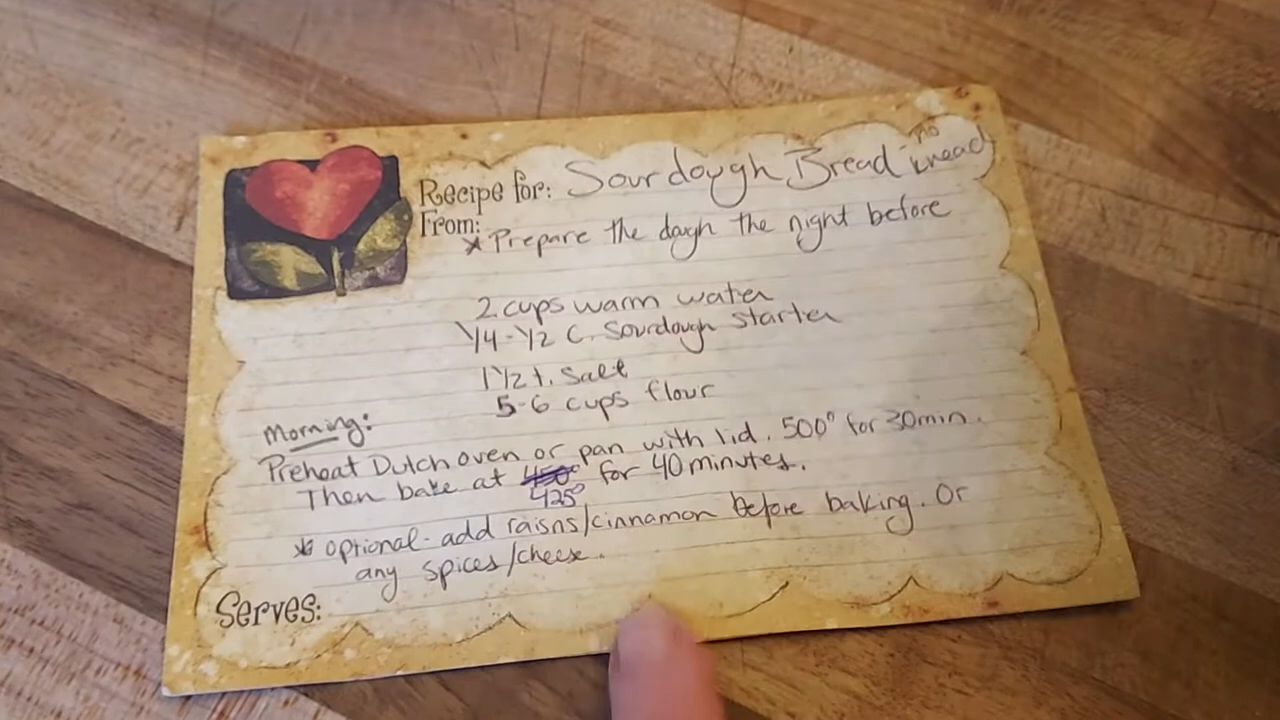 Recipe for: Sourdough Bread - no knead
From:
* Prepare the dough the night before
2 cups warm water
1/4-1/2 C. Sourdough starter
1 1/2 t. Salt
5-6 cups flour
Morning:
Preheat Dutch oven or pan with lid. 500° for 30min.
Then bake at 450° for 40 minutes.
425°
* optional - add raisns/cinnamon before baking. Or
any spices/cheese.
Serves: